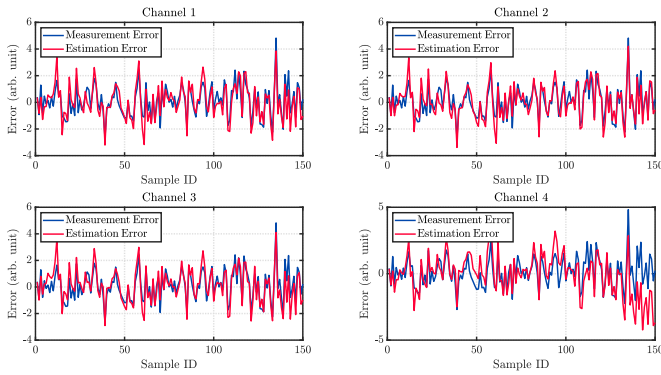 Channel 1
Channel 2
6
4
2
0
-2
-4
Error (arb. unit)
Measurement Error
Estimation Error
0
50
100
150
Sample ID
6
4
2
0
-2
-4
Error (arb. unit)
Measurement Error
Estimation Error
0
50
100
150
Sample ID
Channel 3
Channel 4
6
4
2
0
-2
-4
Error (arb. unit)
Measurement Error
Estimation Error
0
50
100
150
Sample ID
5
0
-5
Error (arb. unit)
Measurement Error
Estimation Error
0
50
100
150
Sample ID